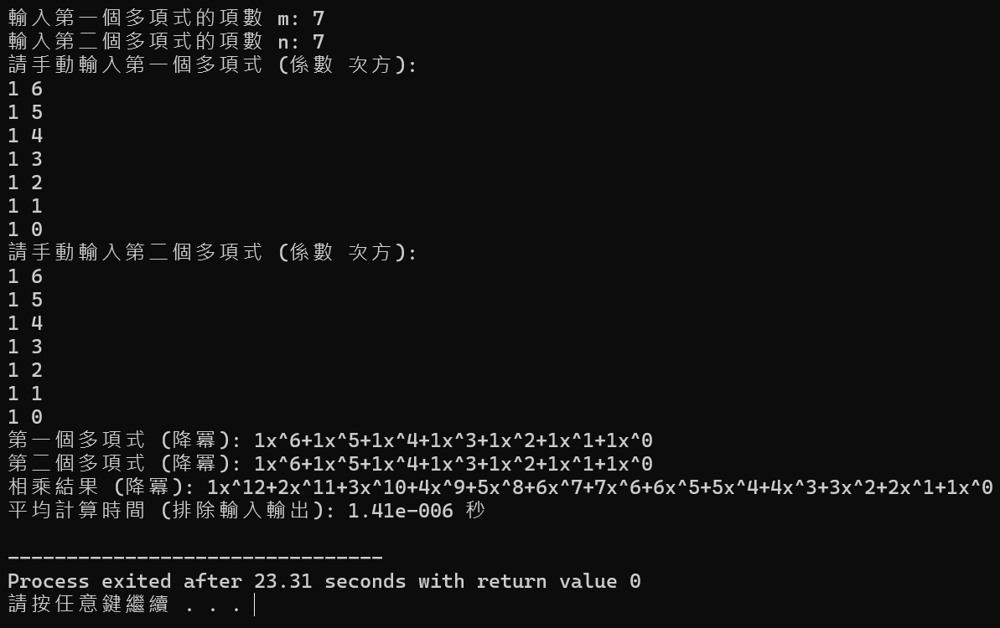 輸入第一個多項式的項數 m: 7
輸入第二個多項式的項數 n: 7
請手動輸入第一個多項式 (係數 次方):
1 6
1 5
1 4
1 3
1 2
1 1
1 0
請手動輸入第二個多項式 (係數 次方):
1 6
1 5
1 4
1 3
1 2
1 1
1 0
第一個多項式 (降冪): 1x^6+1x^5+1x^4+1x^3+1x^2+1x^1+1x^0
第二個多項式 (降冪): 1x^6+1x^5+1x^4+1x^3+1x^2+1x^1+1x^0
相乘結果 (降冪): 1x^12+2x^11+3x^10+4x^9+5x^8+6x^7+7x^6+6x^5+5x^4+4x^3+3x^2+2x^1+1x^0
平均計算時間 (排除輸入輸出): 1.41e-006 秒
--------------------------------
Process exited after 23.31 seconds with return value 0
請按任意鍵繼續 . . .